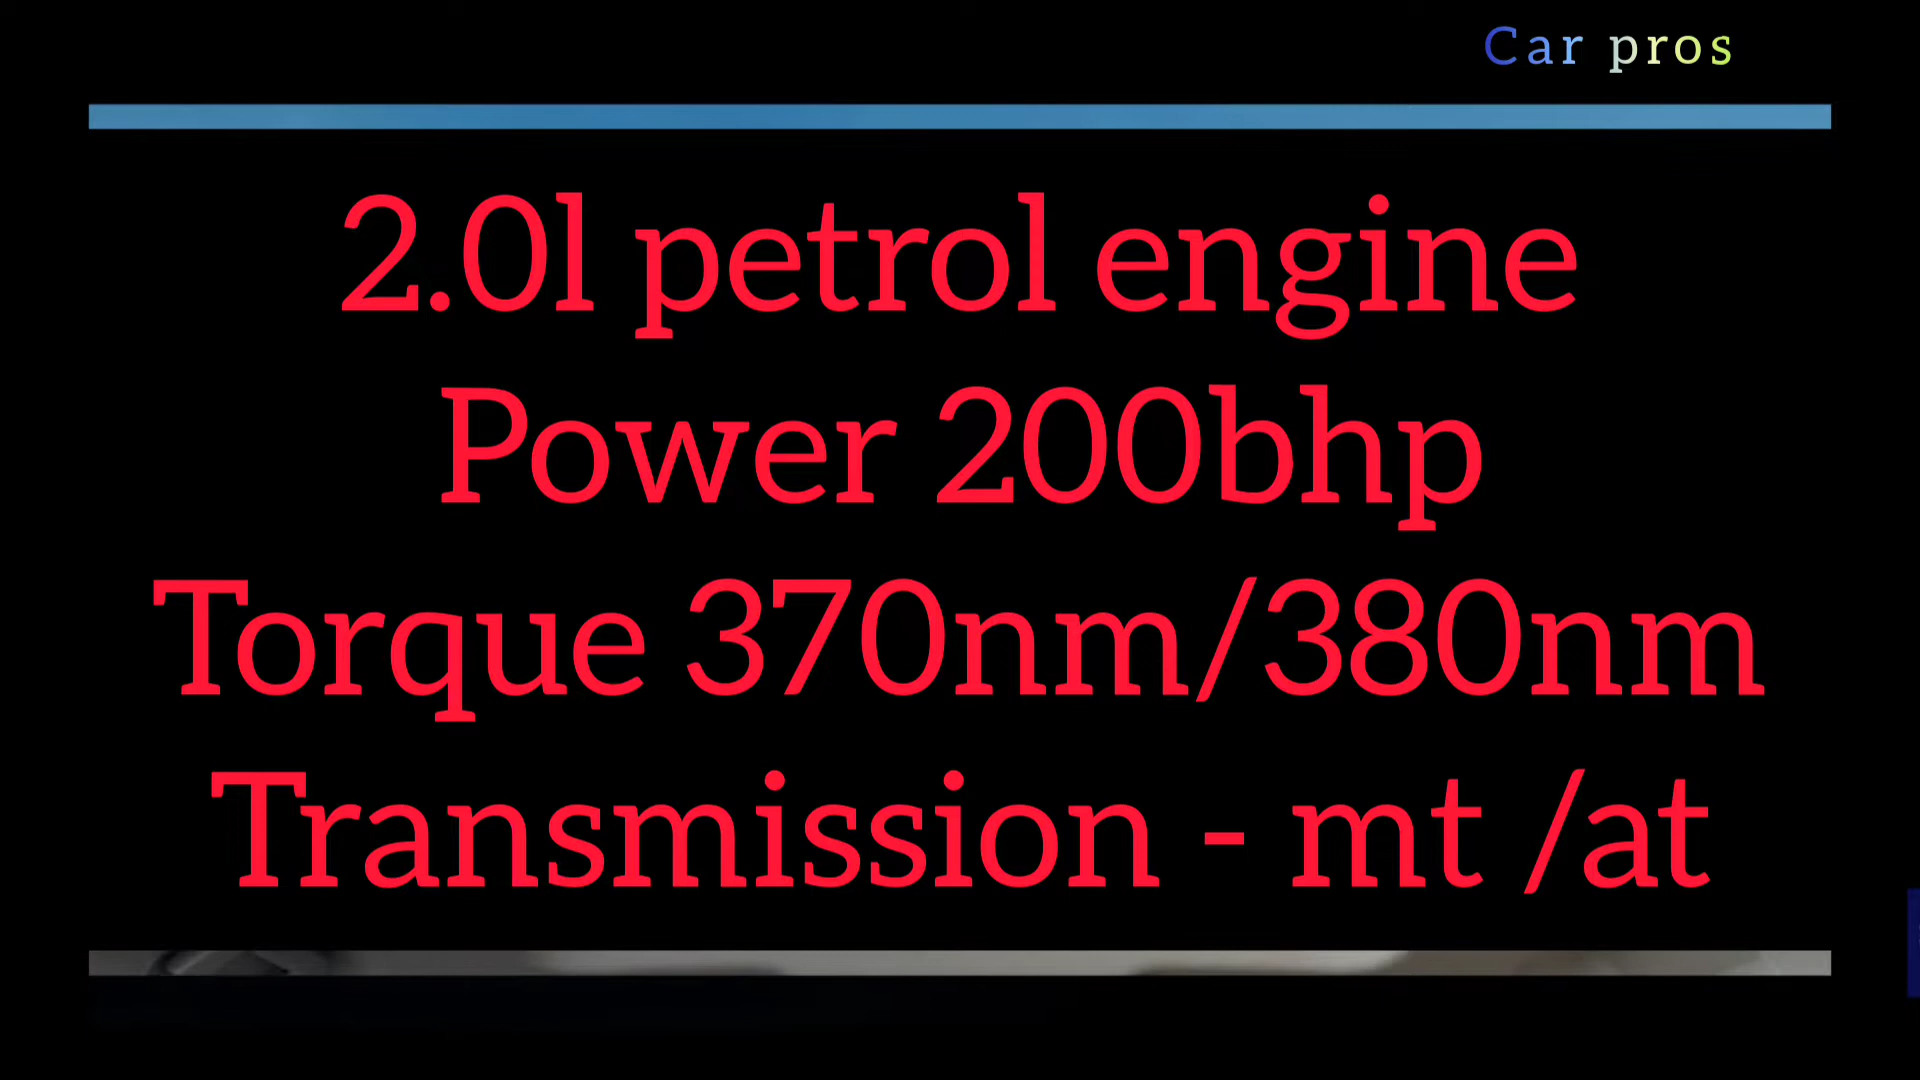 Car pros
2.0l petrol engine
Power 200bhp
Torque 370nm/380nm
Transmission - mt /at